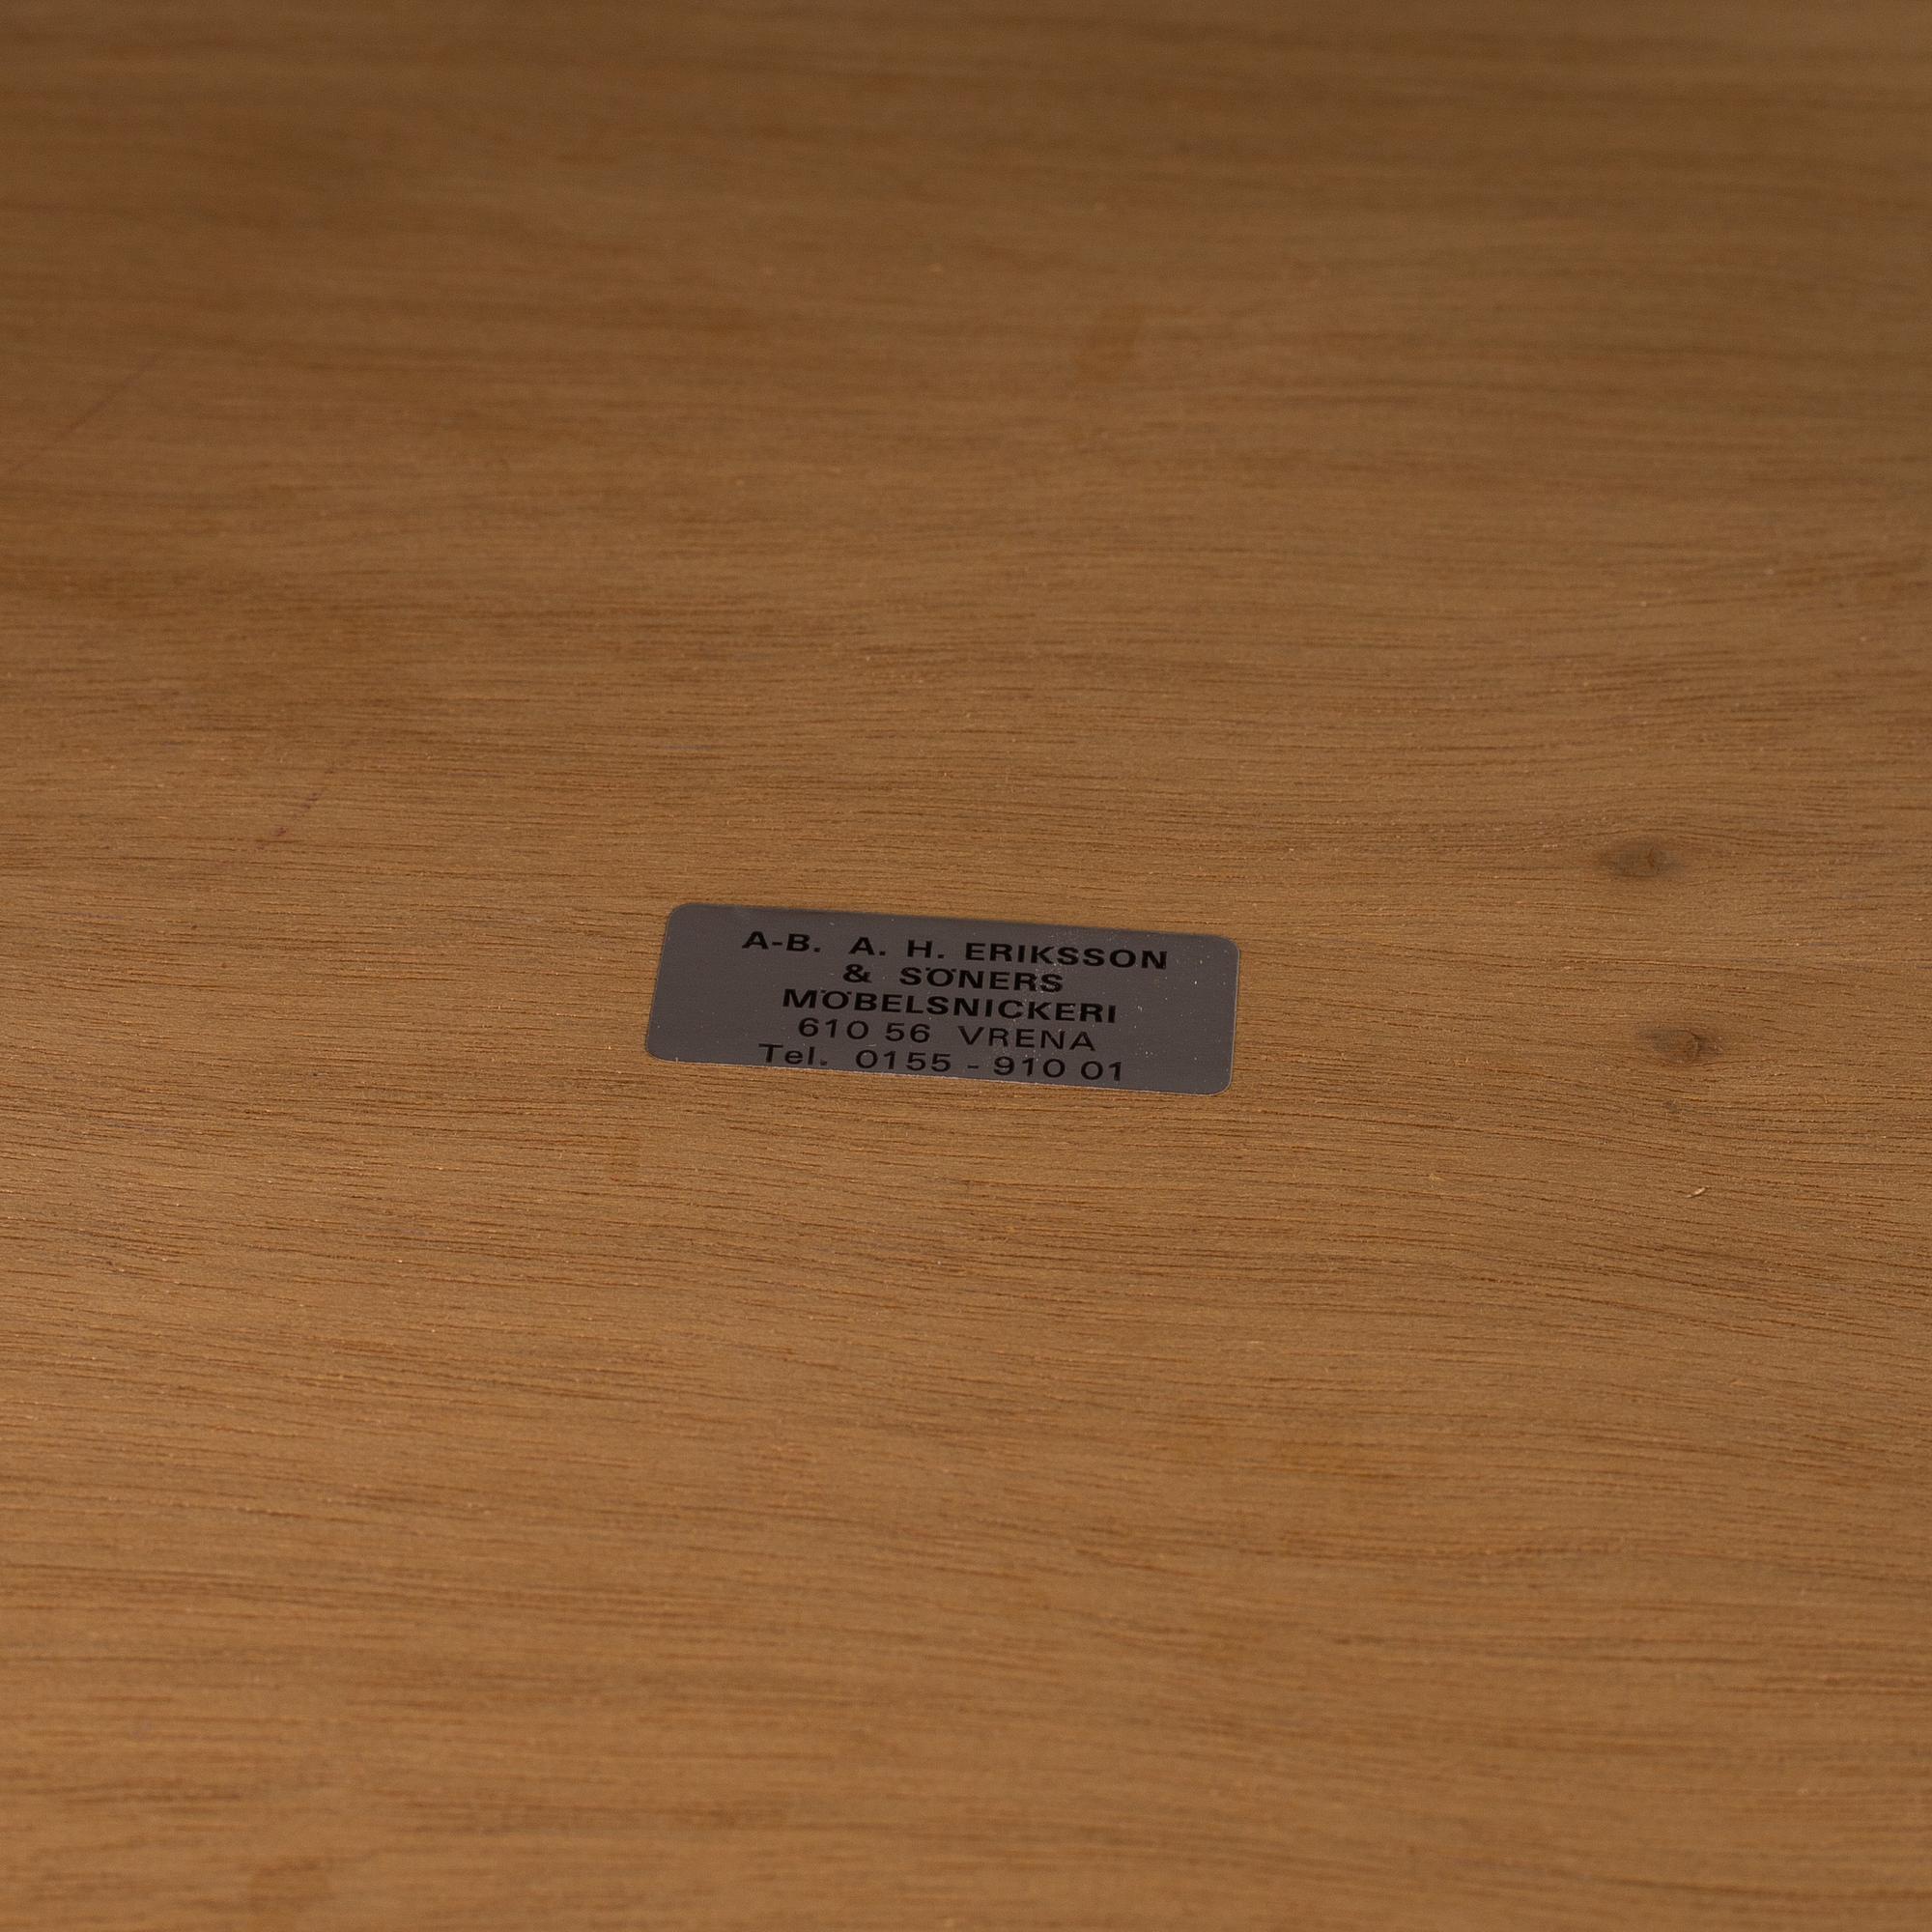 A-B. A. H. ERIKSSON
& SÖNERS
MÖBELSNICKERI
610 56 VRENA
Tel. 0155 - 910 01